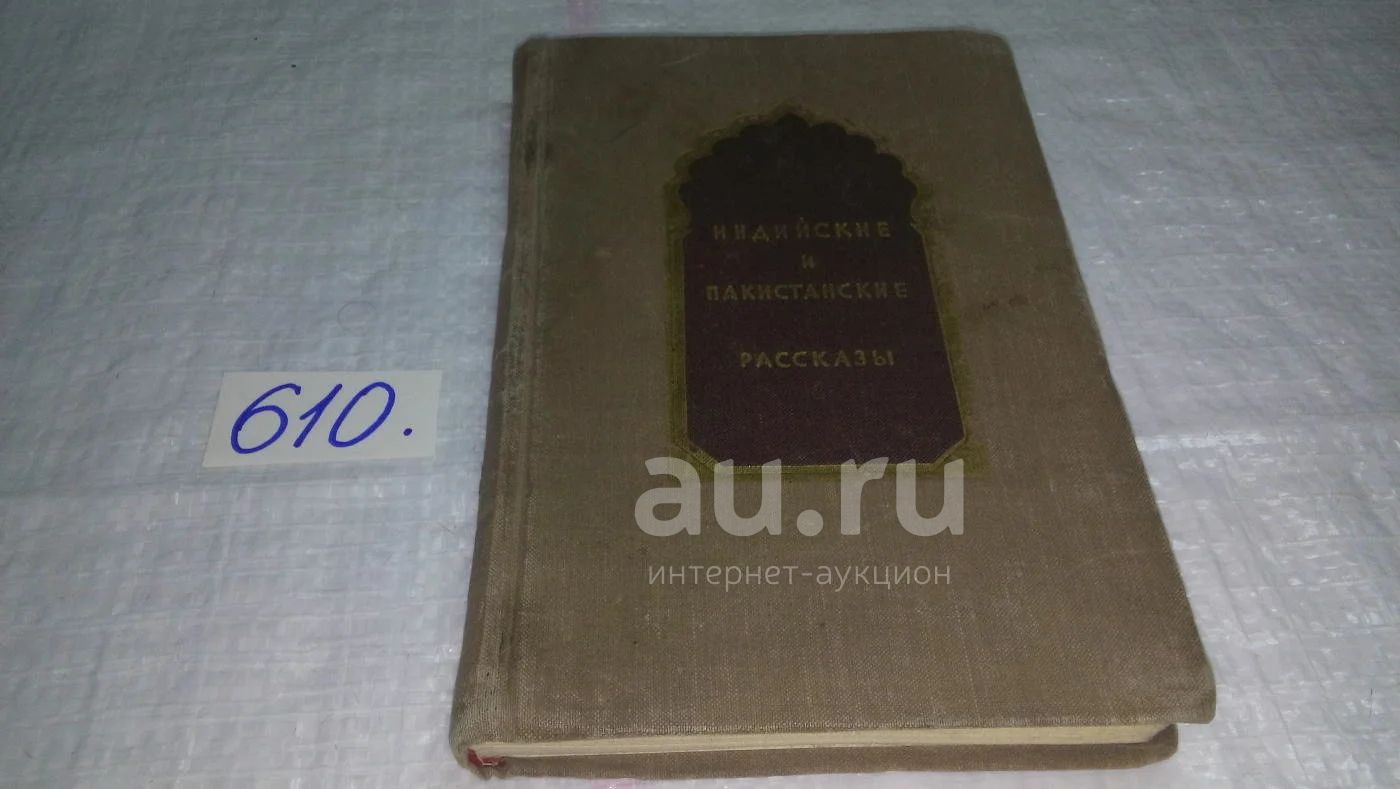 ИНДИЙСКИЕ
И
ПАКИСТАНСКИЕ
РАССКАЗЫ
610.
au.ru
интернет-аукцион